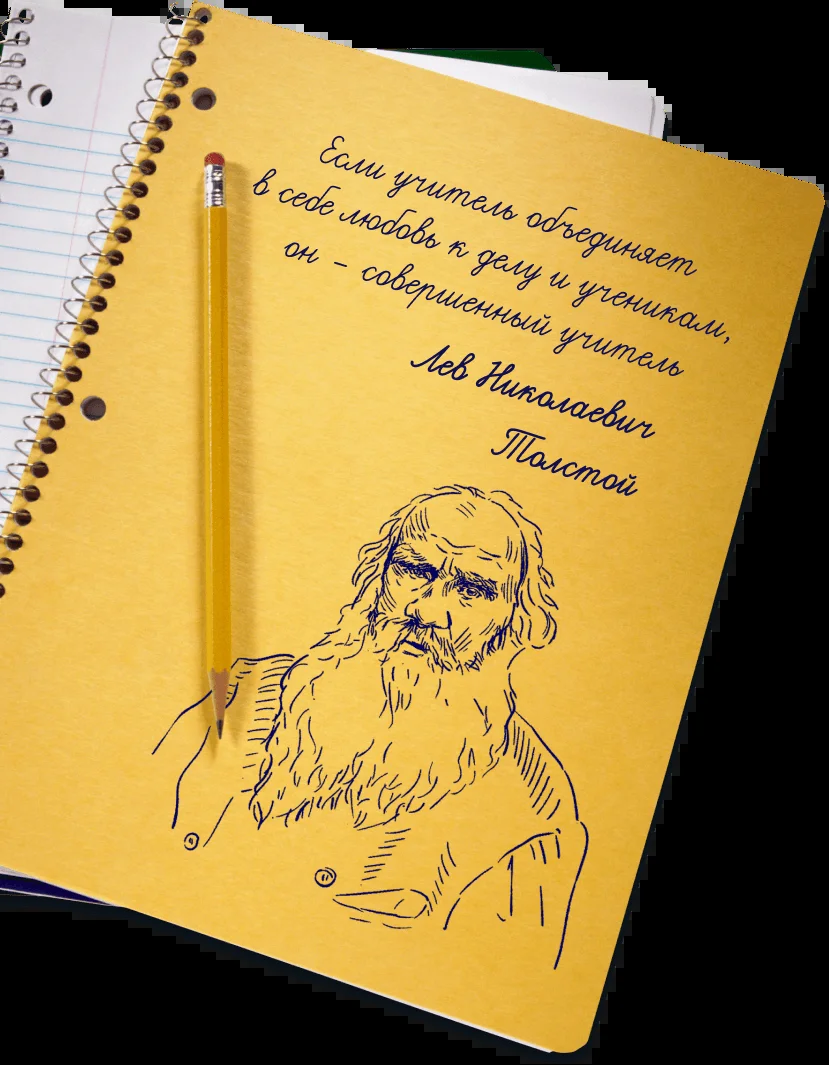 Если учитель объединяет
в себе любовь к делу и ученикам,
он - совершенный учитель
Лев Николаевич
Толстой